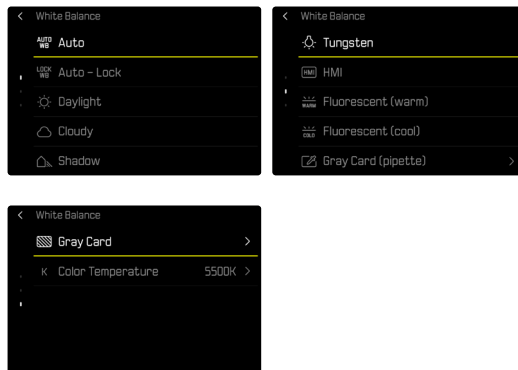 White Balance
AUTO WB Auto
LOCK WB Auto – Lock
Daylight
Cloudy
Shadow
White Balance
Tungsten
HMI HMI
WARM Fluorescent (warm)
COLD Fluorescent (cool)
Gray Card (pipette)
White Balance
Gray Card
K Color Temperature 5500K